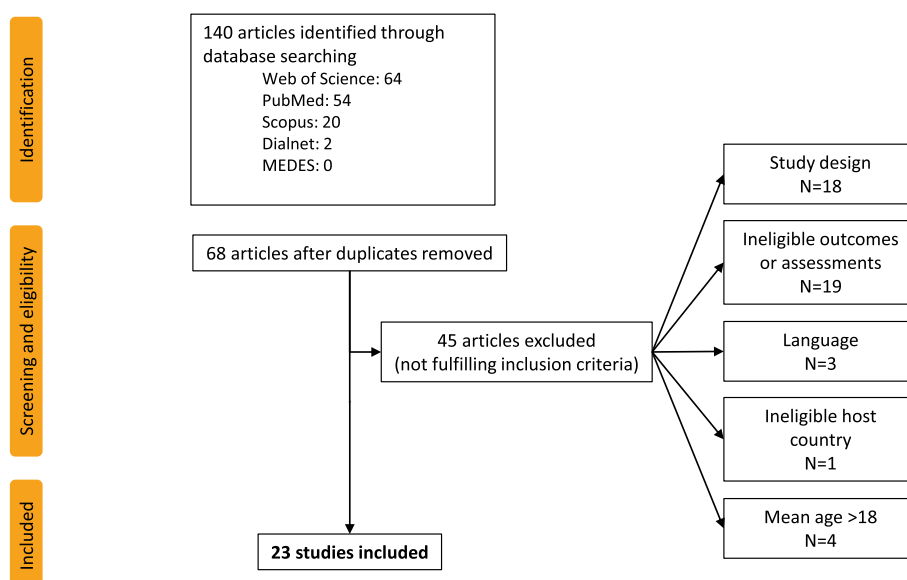 Identification
140 articles identified through
database searching
Web of Science: 64
PubMed: 54
Scopus: 20
Dialnet: 2
MEDES: 0
Screening and eligibility
68 articles after duplicates removed
45 articles excluded
(not fulfilling inclusion criteria)
Study design
N=18
Ineligible outcomes
or assessments
N=19
Language
N=3
Ineligible host
country
N=1
Mean age >18
N=4
Included
23 studies included